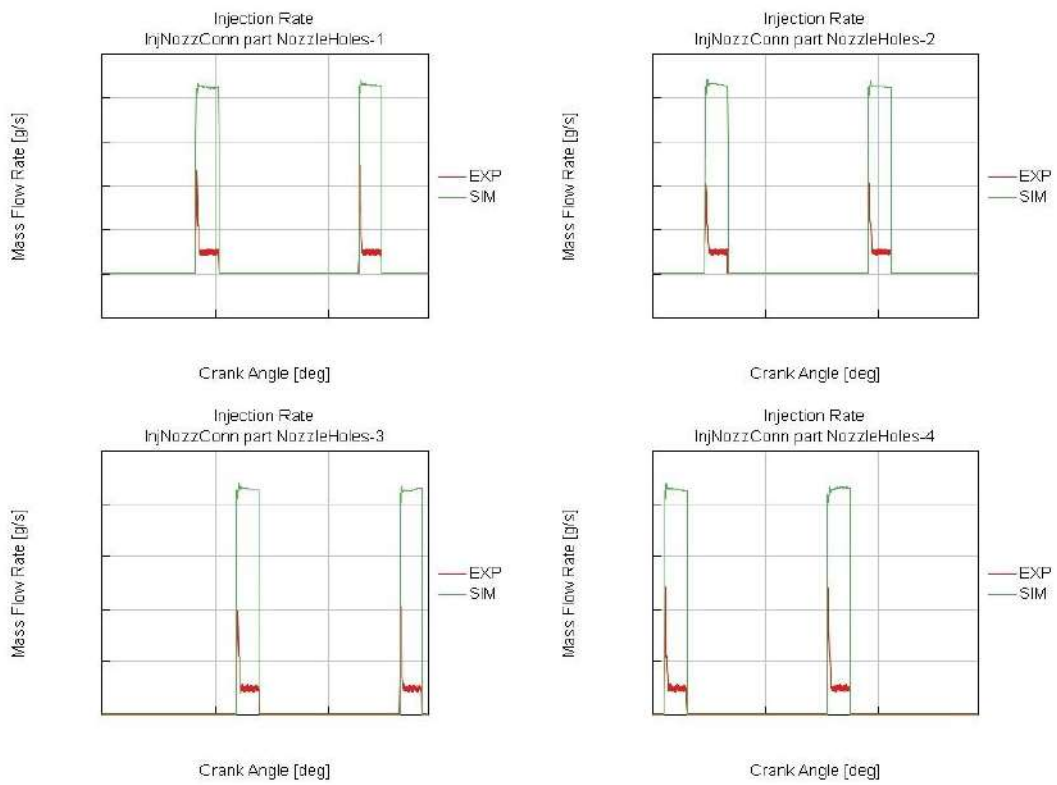 Injection Rate
InjNozzConn part NozzleHoles-1
Mass Flow Rate [g/s]
EXP
SIM
Crank Angle [deg]
Injection Rate
InjNozzConn part NozzleHoles-2
Mass Flow Rate [g/s]
EXP
SIM
Crank Angle [deg]
Injection Rate
InjNozzConn part NozzleHoles-3
Mass Flow Rate [g/s]
EXP
SIM
Crank Angle [deg]
Injection Rate
InjNozzConn part NozzleHoles-4
Mass Flow Rate [g/s]
EXP
SIM
Crank Angle [deg]